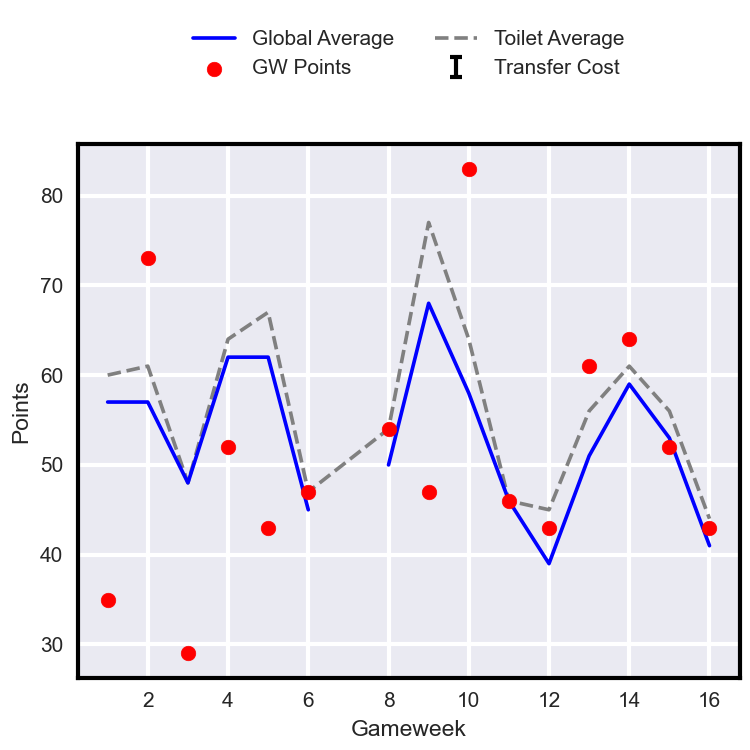 Global Average
Toilet Average
GW Points
Transfer Cost
80
70
60
50
40
30
Points
2 4 6 8 10 12 14 16
Gameweek